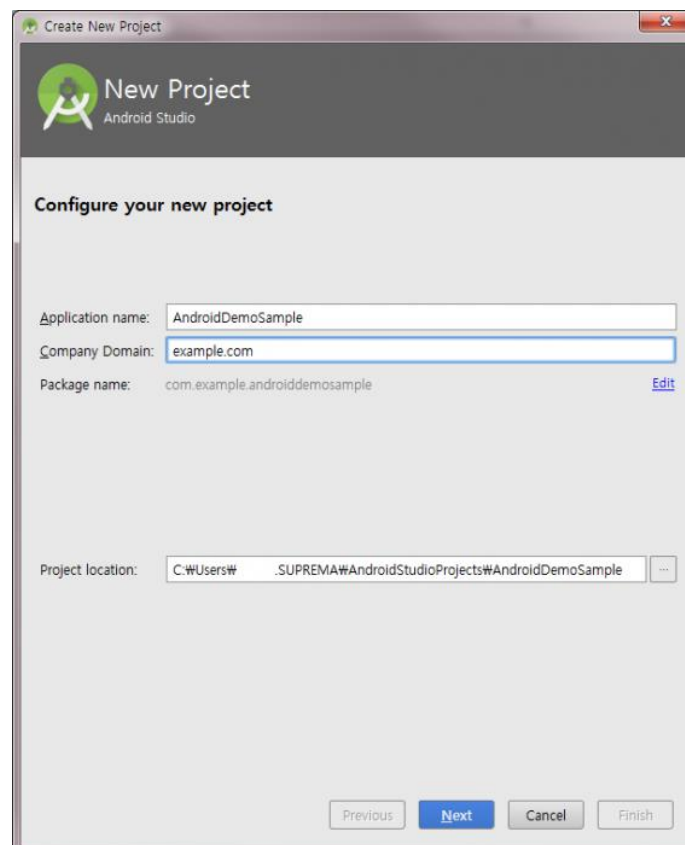 Create New Project
New Project
Android Studio
Configure your new project
Application name: AndroidDemoSample
Company Domain: example.com
Package name: com.example.androiddemosample Edit
Project location: C:₩Users₩ .SUPREMA₩AndroidStudioProjects₩AndroidDemoSample ...
Previous Next Cancel Finish